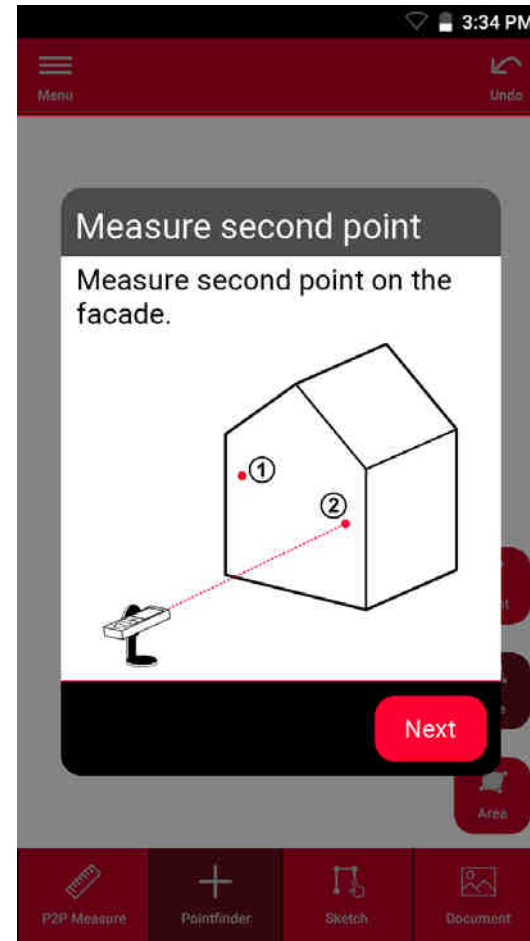 3:34 PM
Menu
Undo
Measure second point
Measure second point on the
facade.
1
2
Next
Area
P2P Measure
Pointfinder
Sketch
Document